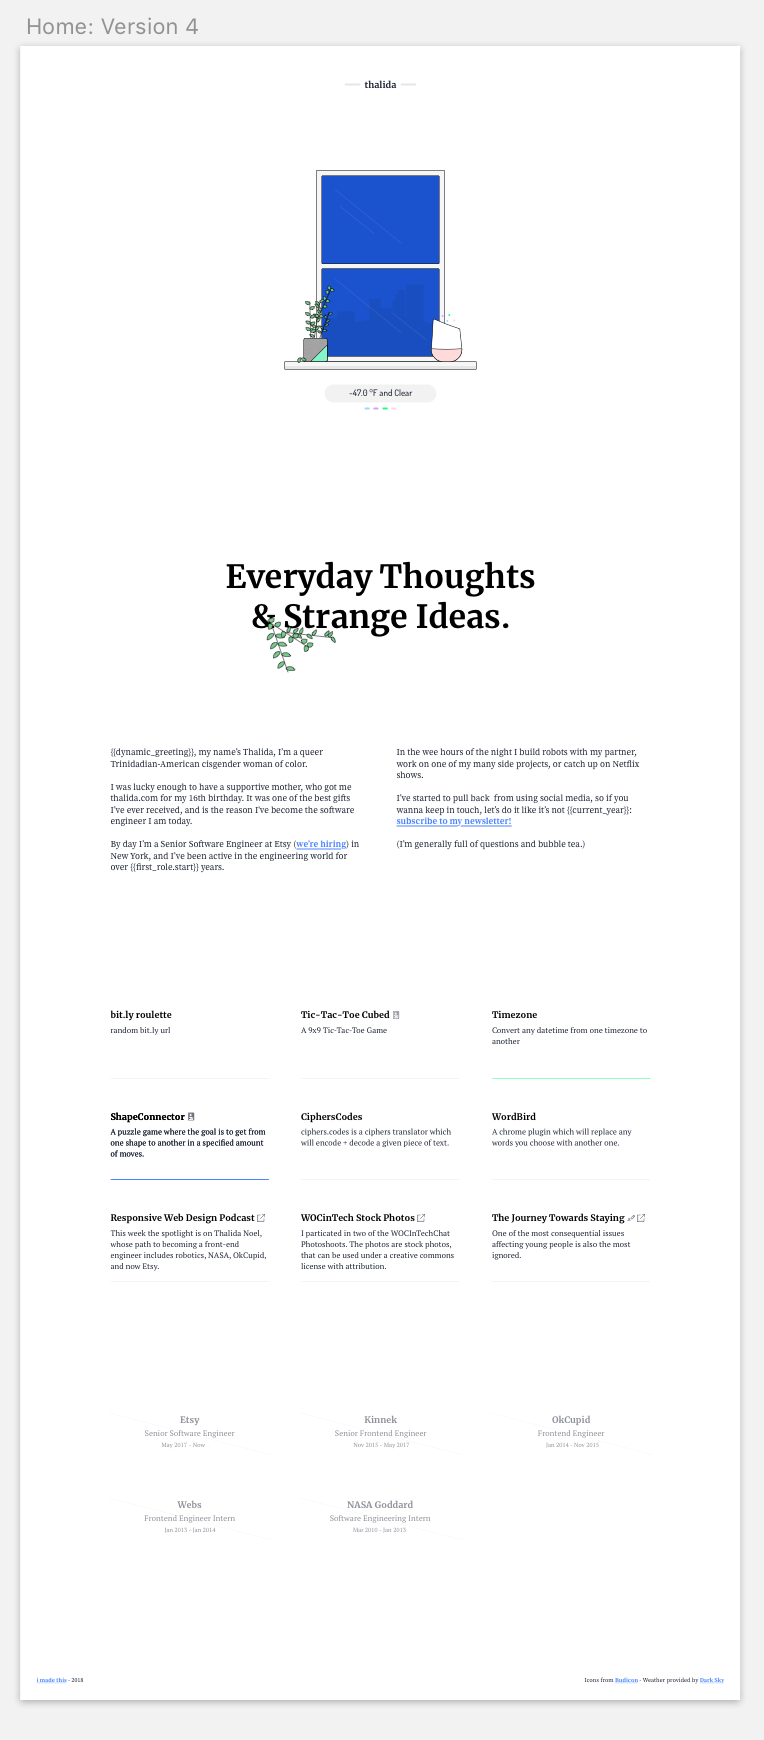 Home: Version 4
thalida
-47.0 °F and Clear
Everyday Thoughts
& Strange Ideas.
{{dynamic_greeting}}, my name's Thalida, I'm a queer
Trinidadian-American cisgender woman of color.
I was lucky enough to have a supportive mother, who got me
thalida.com for my 16th birthday. It was one of the best gifts
I've ever received, and is the reason I've become the software
engineer I am today.
By day I'm a Senior Software Engineer at Etsy (we're hiring) in
New York, and I've been active in the engineering world for
over {{first_role.start}} years.
In the wee hours of the night I build robots with my partner,
work on one of my many side projects, or catch up on Netflix
shows.
I've started to pull back from using social media, so if you
wanna keep in touch, let's do it like it's not {{current_year}}:
subscribe to my newsletter!
(I'm generally full of questions and bubble tea.)
bit.ly roulette
random bit.ly url
Tic-Tac-Toe Cubed
A 9x9 Tic-Tac-Toe Game
Timezone
Convert any datetime from one timezone to
another
ShapeConnector
A puzzle game where the goal is to get from
one shape to another in a specified amount
of moves.
CiphersCodes
ciphers.codes is a ciphers translator which
will encode + decode a given piece of text.
WordBird
A chrome plugin which will replace any
words you choose with another one.
Responsive Web Design Podcast
This week the spotlight is on Thalida Noel,
whose path to becoming a front-end
engineer includes robotics, NASA, OkCupid,
and now Etsy.
WOCinTech Stock Photos
I particated in two of the WOCInTechChat
Photoshoots. The photos are stock photos,
that can be used under a creative commons
license with attribution.
The Journey Towards Staying
One of the most consequential issues
affecting young people is also the most
ignored.
Etsy
Senior Software Engineer
May 2017 - Now
Kinnek
Senior Frontend Engineer
Nov 2015 - May 2017
OkCupid
Frontend Engineer
Jan 2014 - Nov 2015
Webs
Frontend Engineer Intern
Jan 2013 - Jan 2014
NASA Goddard
Software Engineering Intern
Mar 2010 - Jan 2013
i made this - 2018
Icons from Budicon - Weather provided by Dark Sky